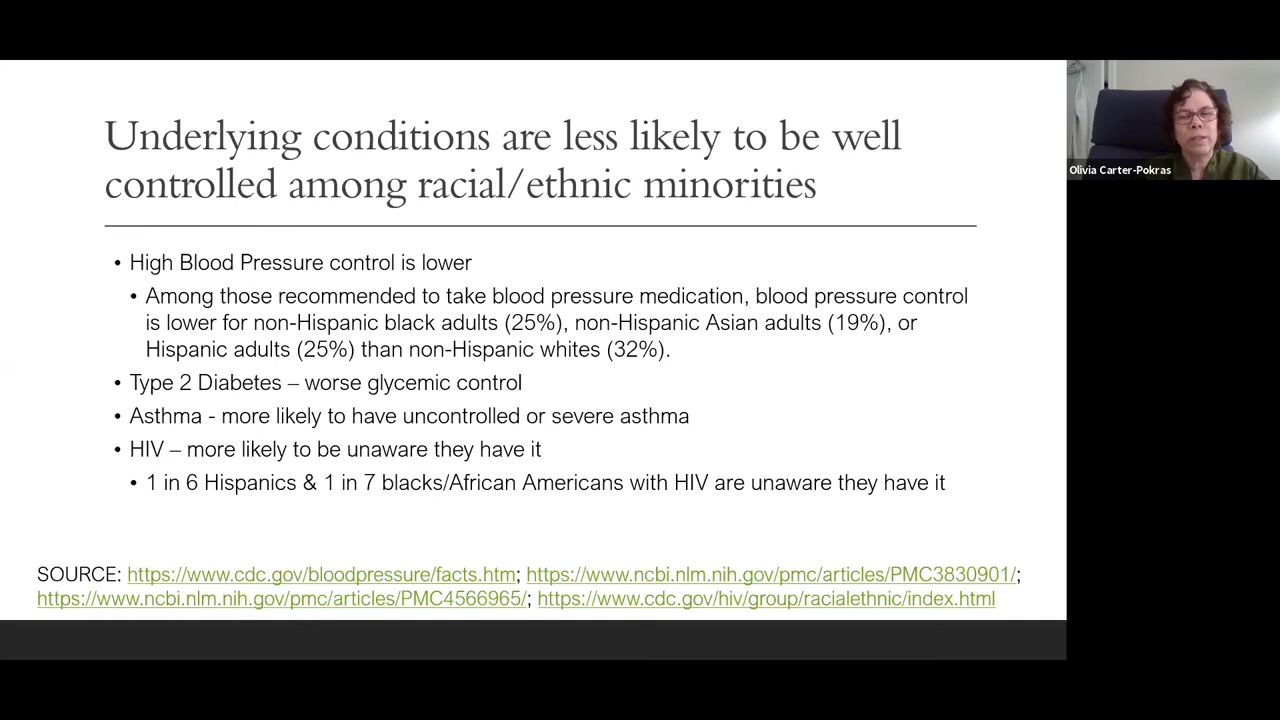 Underlying conditions are less likely to be well
controlled among racial/ethnic minorities
• High Blood Pressure control is lower
• Among those recommended to take blood pressure medication, blood pressure control
is lower for non-Hispanic black adults (25%), non-Hispanic Asian adults (19%), or
Hispanic adults (25%) than non-Hispanic whites (32%).
• Type 2 Diabetes – worse glycemic control
• Asthma - more likely to have uncontrolled or severe asthma
• HIV – more likely to be unaware they have it
• 1 in 6 Hispanics & 1 in 7 blacks/African Americans with HIV are unaware they have it
SOURCE: https://www.cdc.gov/bloodpressure/facts.htm; https://www.ncbi.nlm.nih.gov/pmc/articles/PMC3830901/;
https://www.ncbi.nlm.nih.gov/pmc/articles/PMC4566965/; https://www.cdc.gov/hiv/group/racialethnic/index.html
Olivia Carter-Pokras